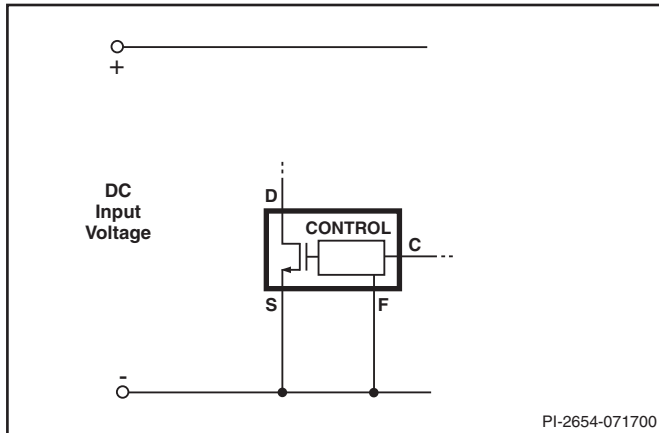 +
DC
Input
Voltage
D
CONTROL
C
S
F
-
PI-2654-071700